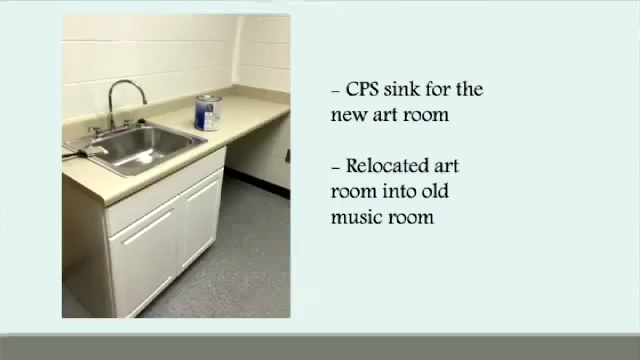 - CPS sink for the
new art room
- Relocated art
room into old
music room